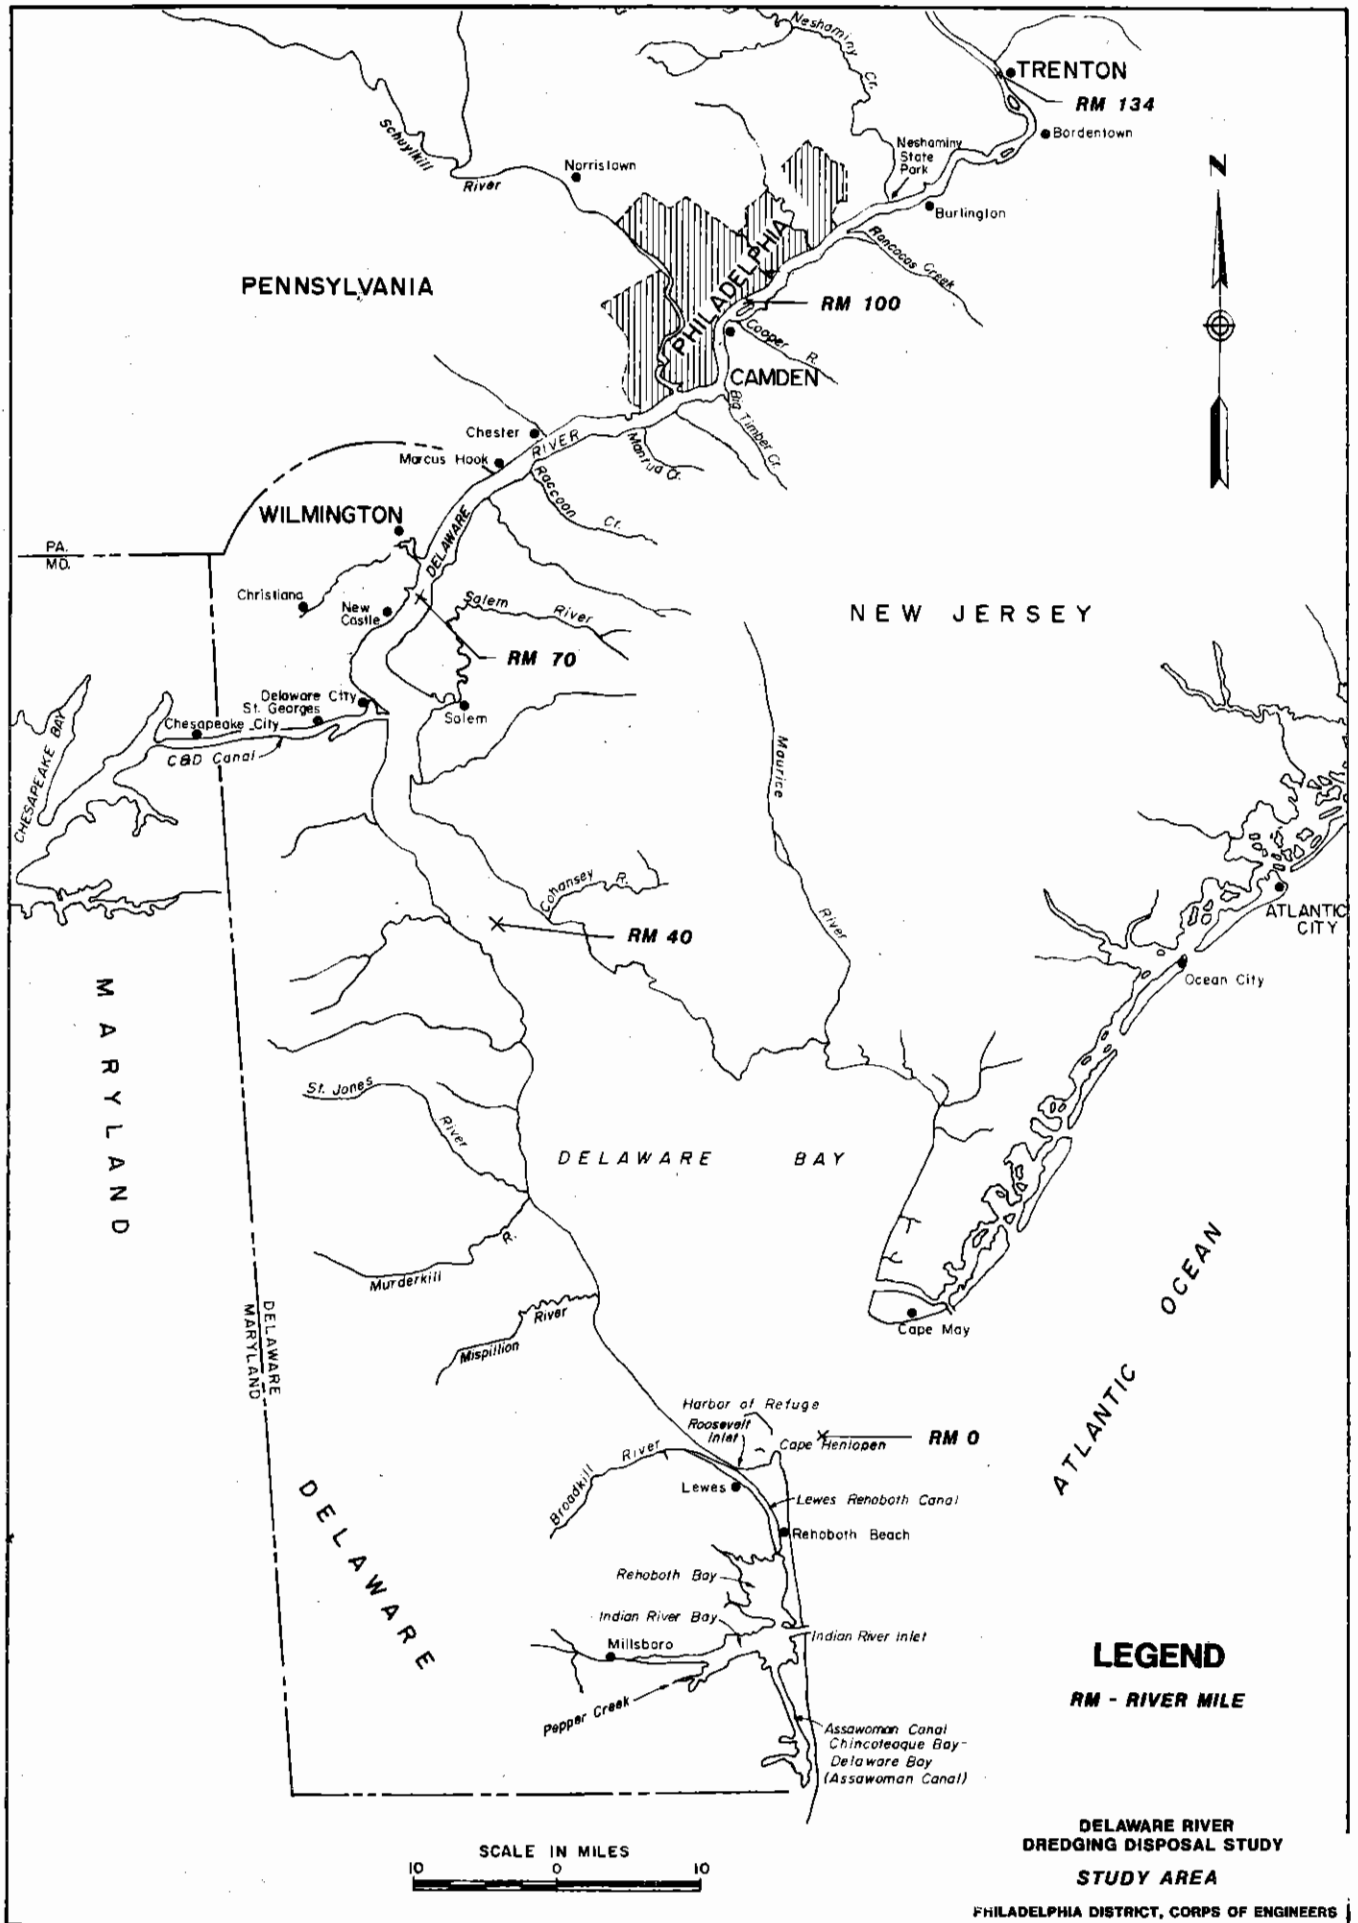 Neshaminy
Cr.
TRENTON
RM 134
Bordentown
Neshaminy
State
Park
N
Schuylkill
River
Norristown
Burlington
Rancocas Creek
PENNSYLVANIA
PHILADELPHIA
RM 100
Cooper R.
CAMDEN
Big Timber Cr.
Chester
Marcus Hook
DELAWARE RIVER
Mantua Cr.
Raccoon Cr.
WILMINGTON
PA.
MD.
Christiana
New
Castle
Salem River
NEW JERSEY
RM 70
Delaware City
St. Georges
Chesapeake City
Salem
C&D Canal
CHESAPEAKE BAY
Maurice
River
Cohansey R.
RM 40
ATLANTIC
CITY
Ocean City
MARYLAND
St. Jones
River
DELAWARE BAY
Murderkill R.
Mispillion River
DELAWARE
MARYLAND
Cape May
ATLANTIC OCEAN
Harbor of Refuge
Roosevelt
Inlet
Cape Henlopen
RM 0
Broadkill River
Lewes
Lewes Rehoboth Canal
Rehoboth Beach
DELAWARE
Rehoboth Bay
Indian River Bay
Indian River Inlet
Millsboro
Pepper Creek
Assawoman Canal
Chincoteaque Bay-
Delaware Bay
(Assawoman Canal)
LEGEND
RM - RIVER MILE
SCALE IN MILES
10 0 10
DELAWARE RIVER
DREDGING DISPOSAL STUDY
STUDY AREA
PHILADELPHIA DISTRICT, CORPS OF ENGINEERS